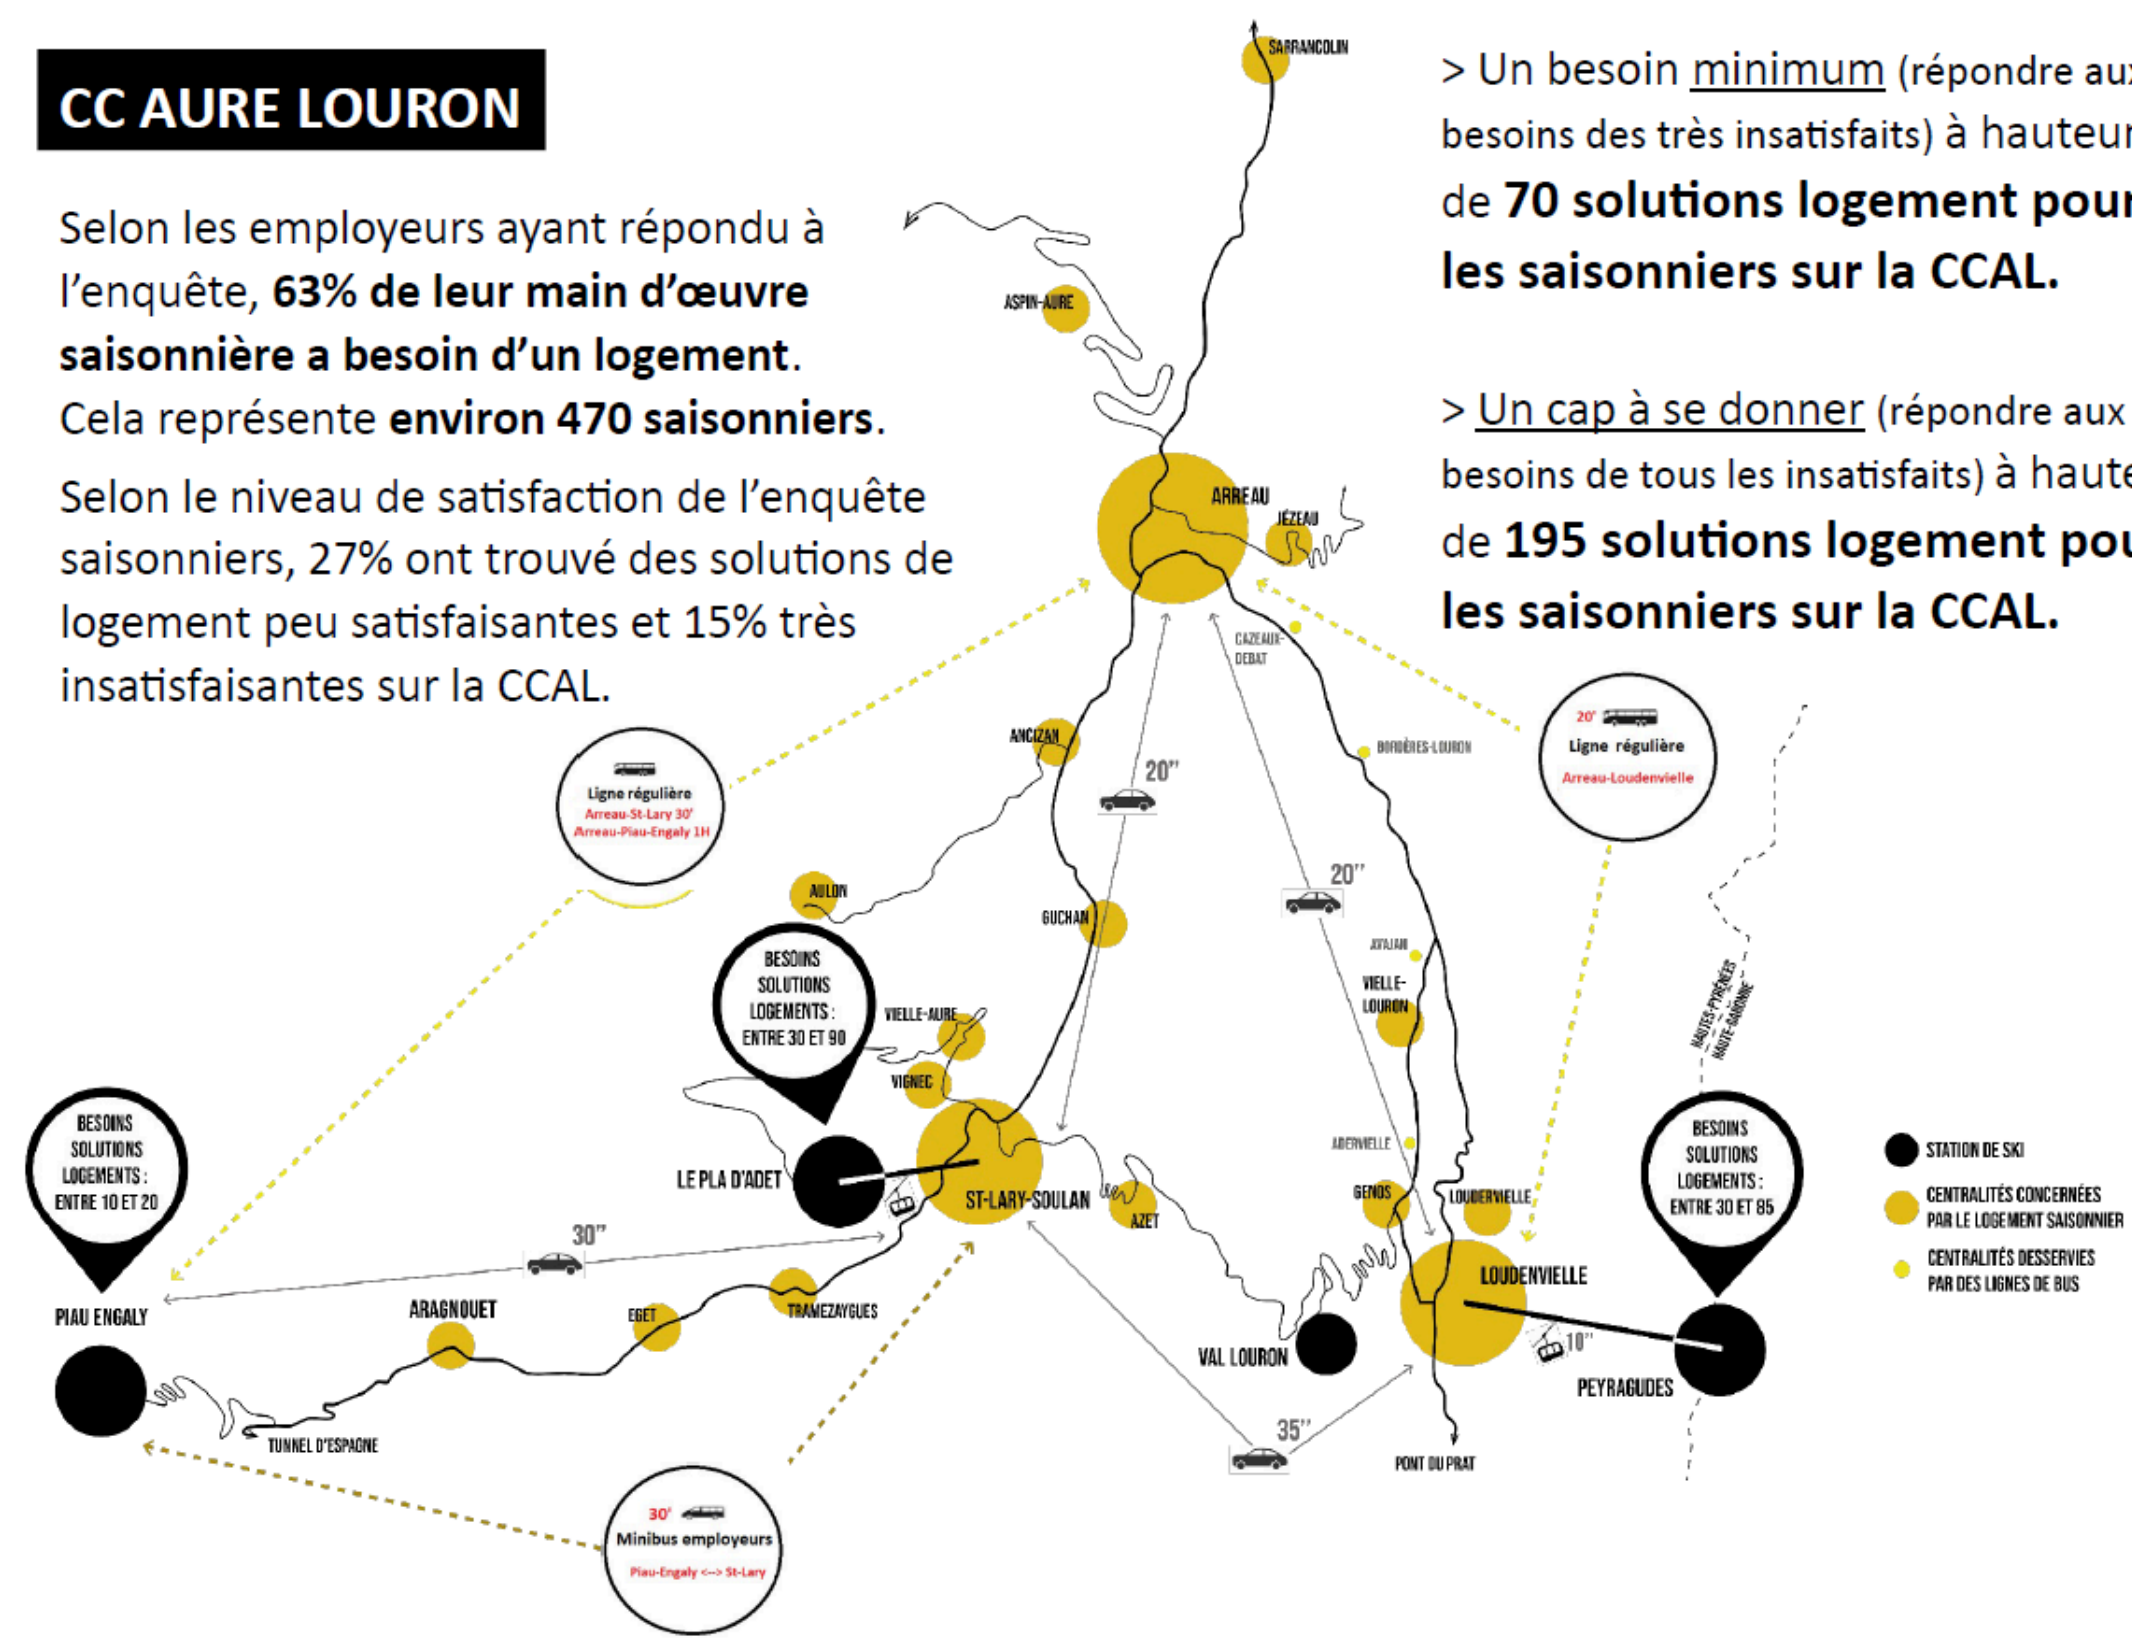 CC AURE LOURON
Selon les employeurs ayant répondu à
l'enquête, 63% de leur main d'œuvre
saisonnière a besoin d'un logement.
Cela représente environ 470 saisonniers.
Selon le niveau de satisfaction de l'enquête
saisonniers, 27% ont trouvé des solutions de
logement peu satisfaisantes et 15% très
insatisfaisantes sur la CCAL.
> Un besoin minimum (répondre aux
besoins des très insatisfaits) à hauteur
de 70 solutions logement pour
les saisonniers sur la CCAL.
> Un cap à se donner (répondre aux
besoins de tous les insatisfaits) à haute
de 195 solutions logement pou
les saisonniers sur la CCAL.
SARRANCOLIN
ASPIN-AURE
ARREAU
JÉZEAU
CAZEAUX-
DEBAT
ANCIZAN
BORDÈRES-LOURON
20''
20''
Ligne régulière
Arreau-St-Lary 30'
Arreau-Piau-Engaly 1H
20'
Ligne régulière
Arreau-Loudenvielle
AULON
GUCHAN
AVAJAN
VIELLE-
LOURON
BESOINS
SOLUTIONS
LOGEMENTS :
ENTRE 30 ET 90
VIELLE-AURE
VIGNEC
HAUTES-PYRÉNÉES
HAUTE-GARONNE
BESOINS
SOLUTIONS
LOGEMENTS :
ENTRE 10 ET 20
LE PLA D'ADET
ST-LARY-SOULAN
AZET
ADERVIELLE
GENOS
LOUDERVIELLE
BESOINS
SOLUTIONS
LOGEMENTS :
ENTRE 30 ET 85
STATION DE SKI
CENTRALITÉS CONCERNÉES
PAR LE LOGEMENT SAISONNIER
CENTRALITÉS DESSERVIES
PAR DES LIGNES DE BUS
30''
PIAU ENGALY
ARAGNOUET
EGET
TRAMEZAYGUES
LOUDENVIELLE
VAL LOURON
10''
PEYRAGUDES
35''
TUNNEL D'ESPAGNE
PONT DU PRAT
30'
Minibus employeurs
Piau-Engaly <--> St-Lary